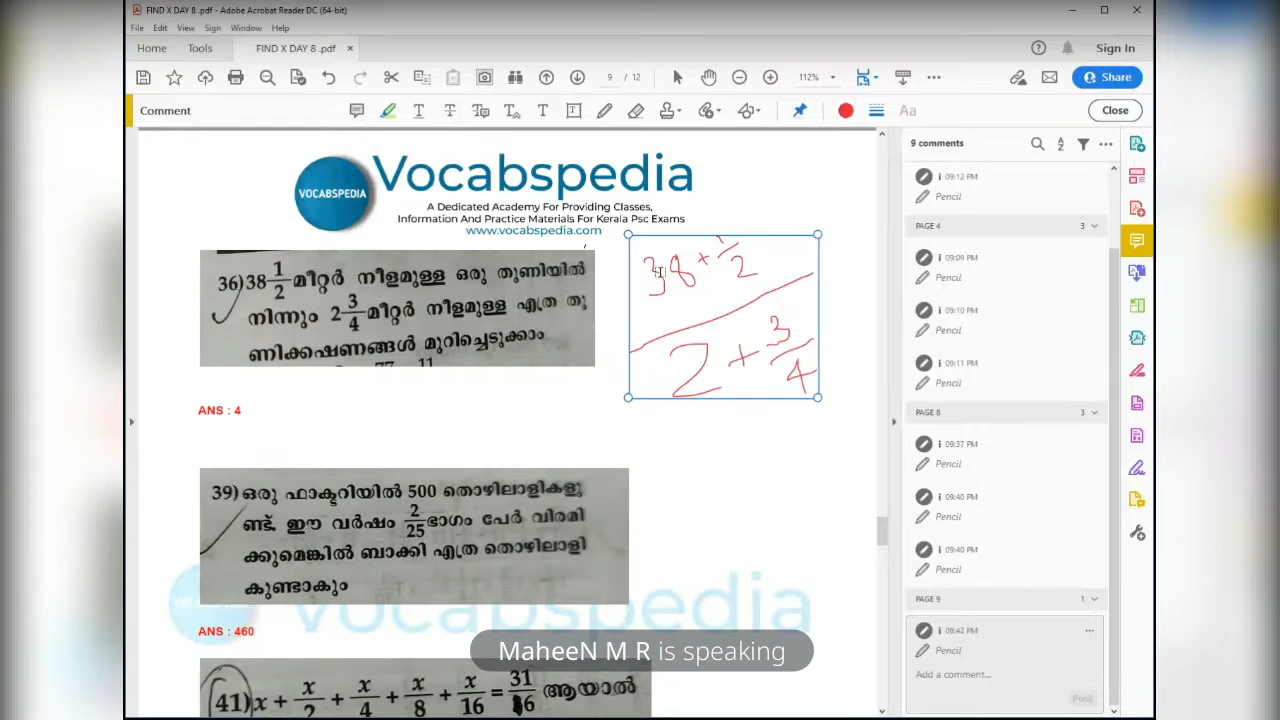 FIND X DAY 8 .pdf - Adobe Acrobat Reader DC (64-bit)
File Edit View Sign Window Help
Home Tools FIND X DAY 8 .pdf × Sign In
9 / 12 112% Share
Comment Close
9 comments
VOCABSPEDIA
Vocabspedia
A Dedicated Academy For Providing Classes,
Information And Practice Materials For Kerala Psc Exams
www.vocabspedia.com
36) 38 1/2 മീറ്റർ നീളമുള്ള ഒരു തുണിയിൽ
നിന്നും 2 3/4 മീറ്റർ നീളമുള്ള എത്ര തു
ണിക്കഷണങ്ങൾ മുറിച്ചെടുക്കാം
38 + 1/2
2 + 3/4
ANS : 4
39) ഒരു ഫാക്ടറിയിൽ 500 തൊഴിലാളികളു
ണ്ട്. ഈ വർഷം 2/25 ഭാഗം പേർ വിരമി
ക്കുമെങ്കിൽ ബാക്കി എത്ര തൊഴിലാളി
കുണ്ടാകും
vocabspedia
ANS : 460
41) x + x/2 + x/4 + x/8 + x/16 = 31/16 ആയാൽ
MaheeN M R is speaking
i 09:12 PM
Pencil
PAGE 4 3
i 09:09 PM
Pencil
i 09:10 PM
Pencil
i 09:11 PM
Pencil
PAGE 8 3
i 09:37 PM
Pencil
i 09:40 PM
Pencil
i 09:40 PM
Pencil
PAGE 9 1
i 09:42 PM
Pencil
Add a comment...
Post